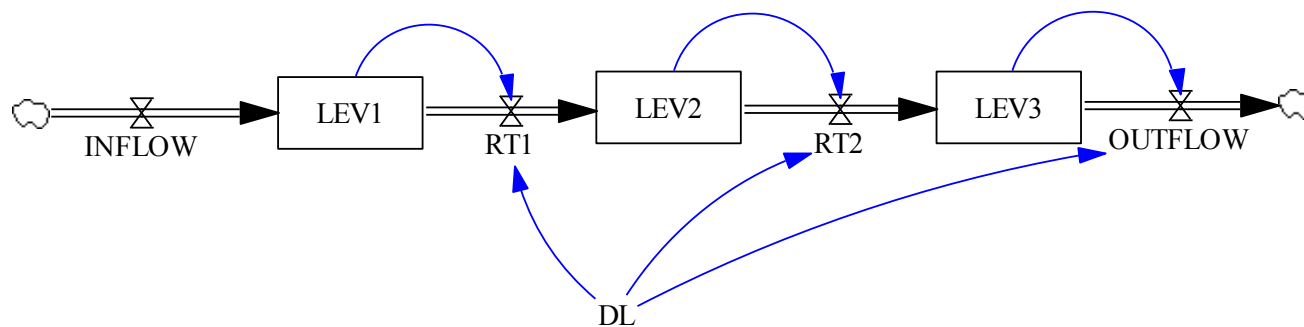 LEV1
LEV2
LEV3
INFLOW
RT1
RT2
OUTFLOW
DL